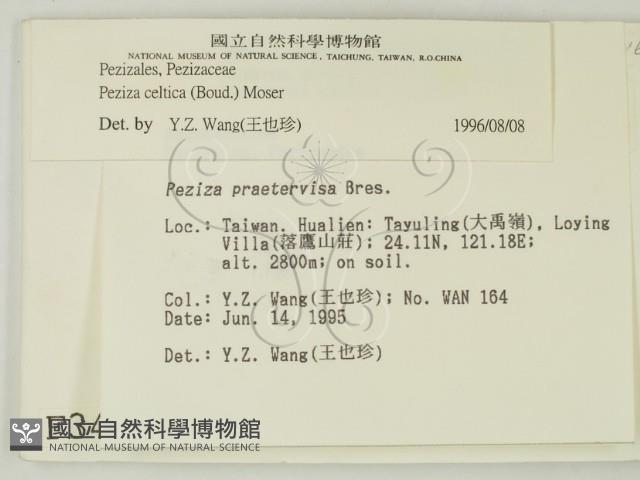 國立自然科學博物館
NATIONAL MUSEUM OF NATURAL SCIENCE, TAICHUNG, TAIWAN, R.O.CHINA
Pezizales, Pezizaceae
Peziza celtica (Boud.) Moser
Det. by Y.Z. Wang(王也珍) 1996/08/08
Peziza praetervisa Bres.
Loc.: Taiwan. Hualien: Tayuling(大禹嶺), Loying
Villa(落鷹山莊); 24.11N, 121.18E;
alt. 2800m; on soil.
Col.: Y.Z. Wang(王也珍); No. WAN 164
Date: Jun. 14, 1995
Det.: Y.Z. Wang(王也珍)
國立自然科學博物館
NATIONAL MUSEUM OF NATURAL SCIENCE